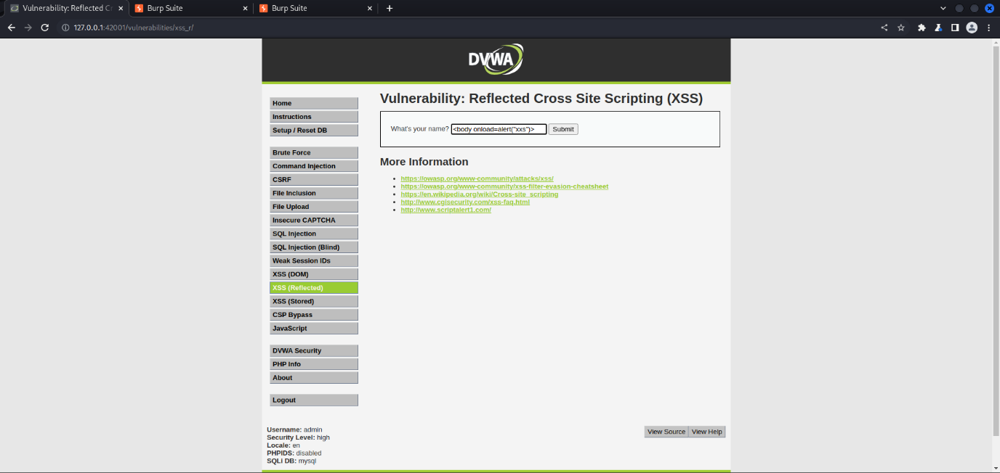 Vulnerability: Reflected C
Burp Suite
Burp Suite
127.0.0.1:42001/vulnerabilities/xss_r/
DVWA
Vulnerability: Reflected Cross Site Scripting (XSS)
What's your name? <body onload=alert("xxs")> Submit
More Information
https://owasp.org/www-community/attacks/xss/
https://owasp.org/www-community/xss-filter-evasion-cheatsheet
https://en.wikipedia.org/wiki/Cross-site_scripting
http://www.cgisecurity.com/xss-faq.html
http://www.scriptalert1.com/
Home
Instructions
Setup / Reset DB
Brute Force
Command Injection
CSRF
File Inclusion
File Upload
Insecure CAPTCHA
SQL Injection
SQL Injection (Blind)
Weak Session IDs
XSS (DOM)
XSS (Reflected)
XSS (Stored)
CSP Bypass
JavaScript
DVWA Security
PHP Info
About
Logout
Username: admin
Security Level: high
Locale: en
PHPIDS: disabled
SQLi DB: mysql
View Source View Help